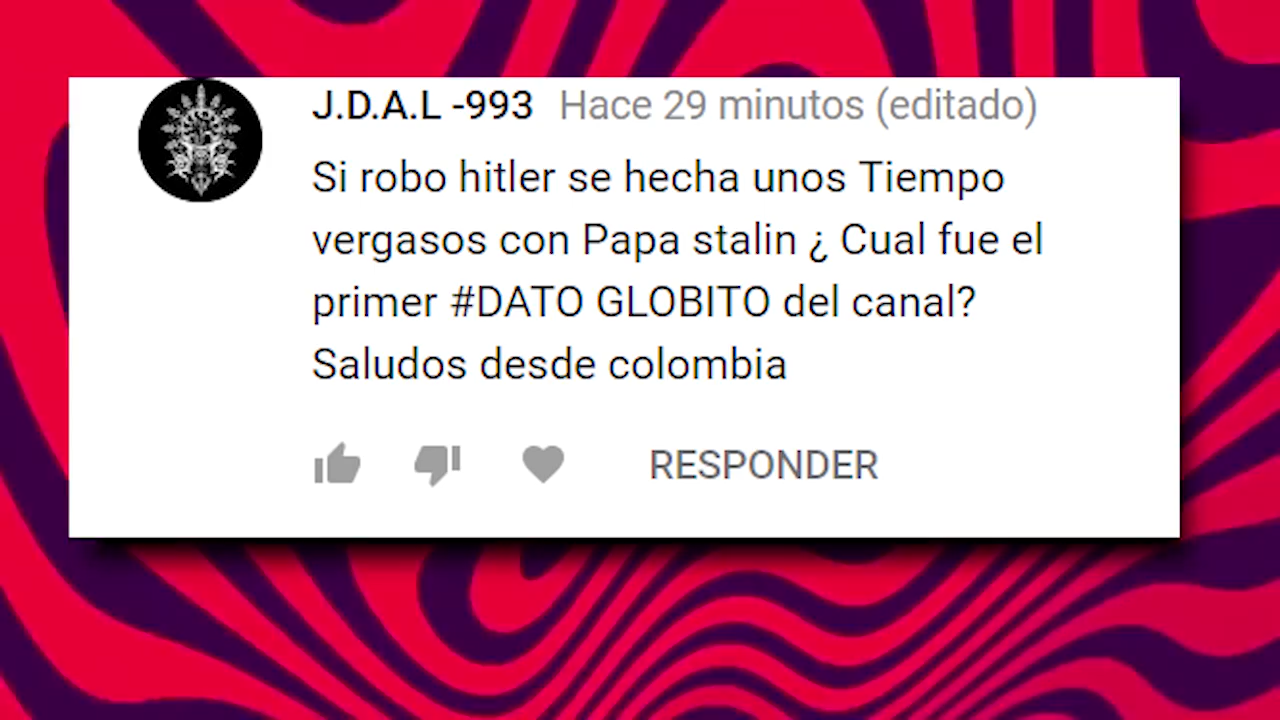 J.D.A.L -993 Hace 29 minutos (editado)
Si robo hitler se hecha unos Tiempo
vergasos con Papa stalin ¿ Cual fue el
primer #DATO GLOBITO del canal?
Saludos desde colombia
RESPONDER